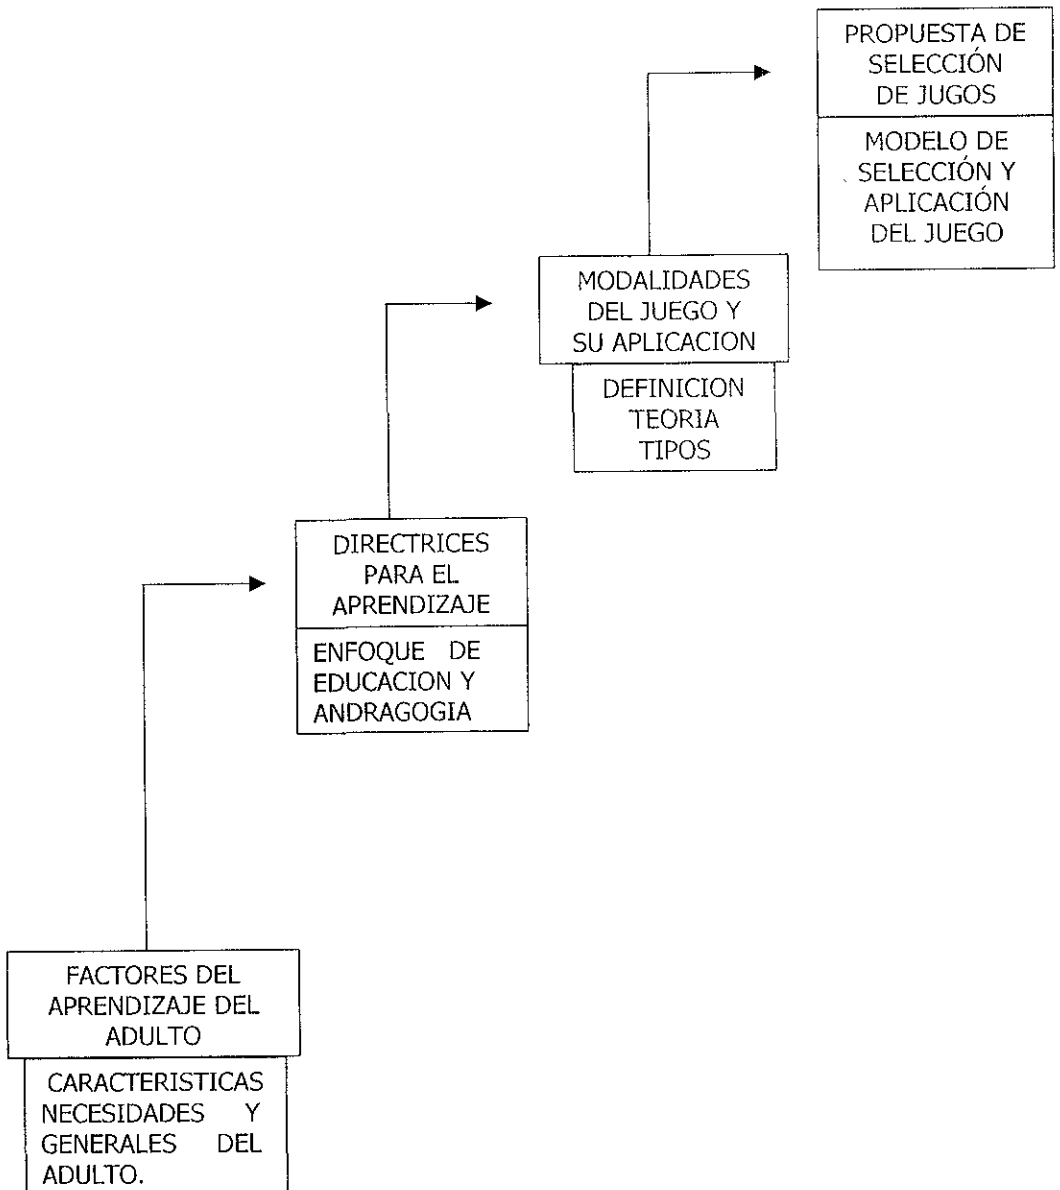 PROPUESTA DE
SELECCIÓN
DE JUGOS
MODELO DE
SELECCIÓN Y
APLICACIÓN
DEL JUEGO
MODALIDADES
DEL JUEGO Y
SU APLICACION
DEFINICION
TEORIA
TIPOS
DIRECTRICES
PARA EL
APRENDIZAJE
ENFOQUE DE
EDUCACION Y
ANDRAGOGIA
FACTORES DEL
APRENDIZAJE DEL
ADULTO
CARACTERISTICAS
NECESIDADES Y
GENERALES DEL
ADULTO.